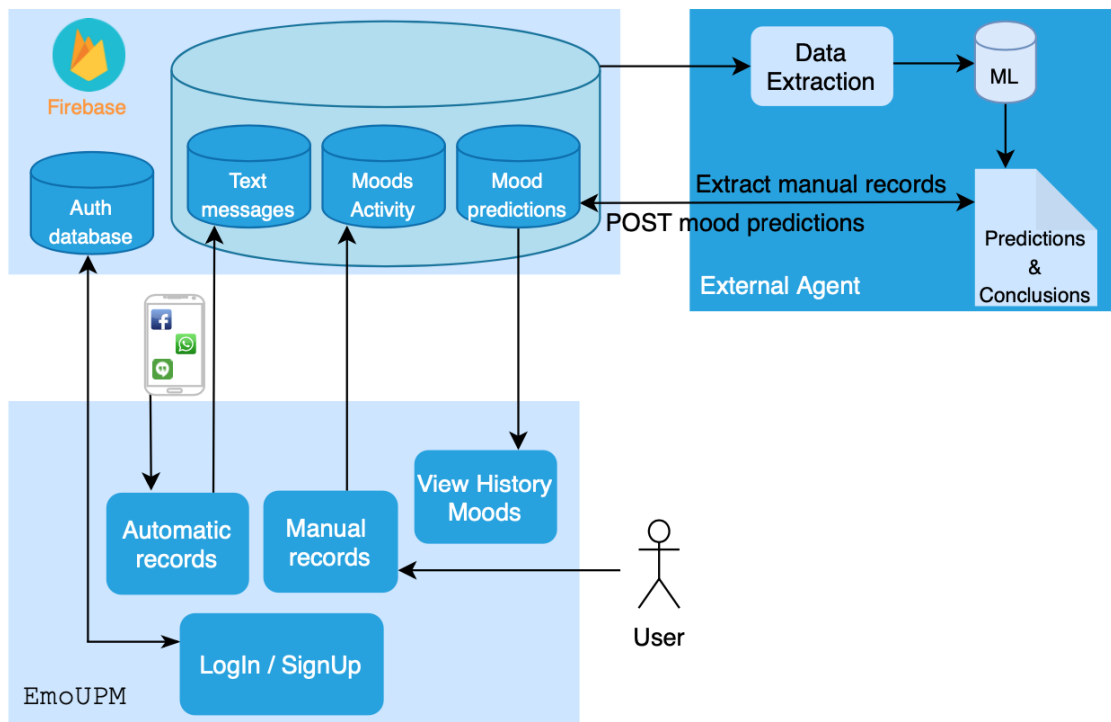 Firebase
Auth
database
Text
messages
Moods
Activity
Mood
predictions
Data
Extraction
ML
Extract manual records
POST mood predictions
Predictions
&
Conclusions
External Agent
View History
Moods
Automatic
records
Manual
records
LogIn / SignUp
User
EmoUPM